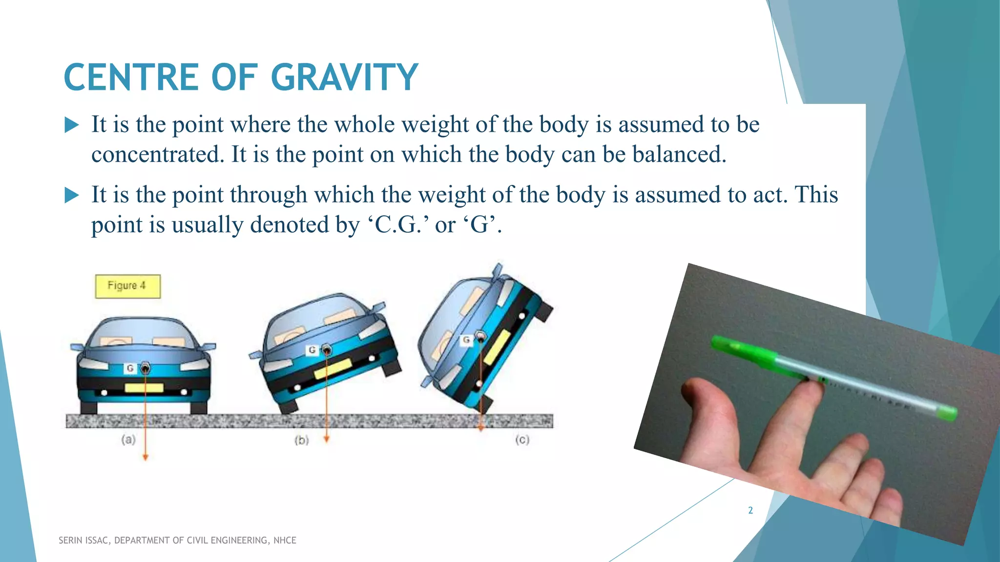 CENTRE OF GRAVITY
It is the point where the whole weight of the body is assumed to be
concentrated. It is the point on which the body can be balanced.
It is the point through which the weight of the body is assumed to act. This
point is usually denoted by ‘C.G.’ or ‘G’.
Figure 4
G
G
G
(a)
(b)
(c)
2
SERIN ISSAC, DEPARTMENT OF CIVIL ENGINEERING, NHCE